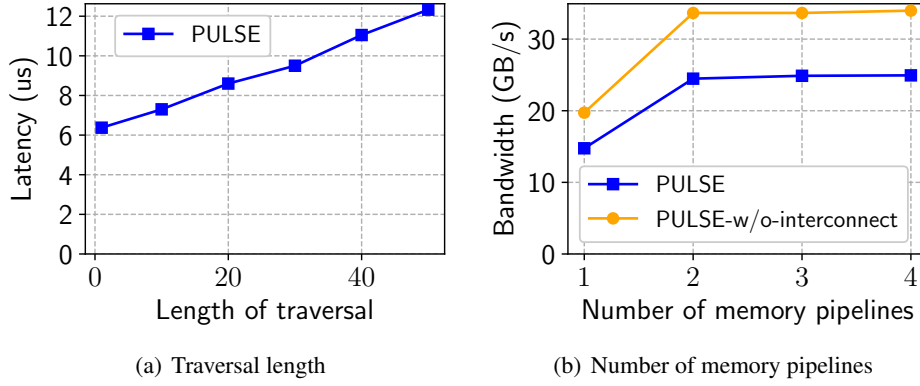 12
10
8
6
4
2
0
Latency (us)
PULSE
0
20
40
Length of traversal
(a) Traversal length
30
20
10
0
Bandwidth (GB/s)
PULSE
PULSE-w/o-interconnect
1
2
3
4
Number of memory pipelines
(b) Number of memory pipelines